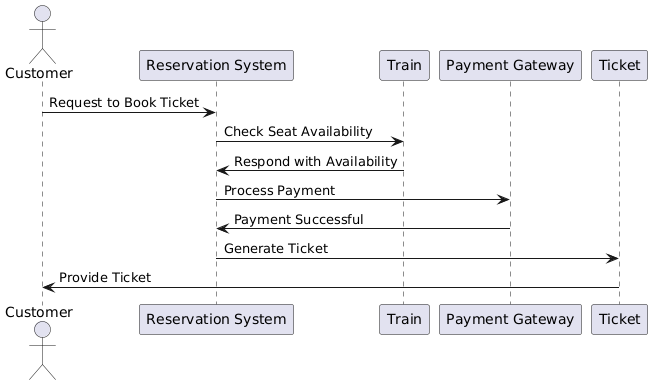 Customer
Reservation System
Train
Payment Gateway
Ticket
Request to Book Ticket
Check Seat Availability
Respond with Availability
Process Payment
Payment Successful
Generate Ticket
Provide Ticket
Customer
Reservation System
Train
Payment Gateway
Ticket